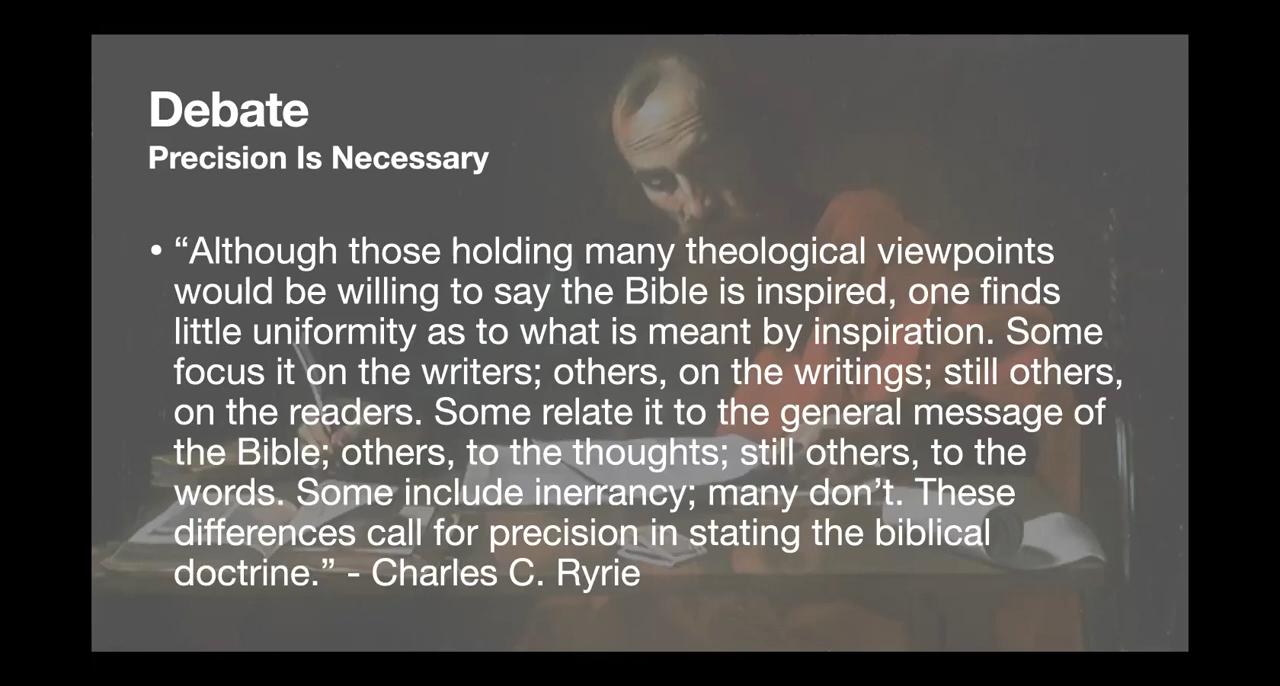 Debate
Precision Is Necessary
• “Although those holding many theological viewpoints
would be willing to say the Bible is inspired, one finds
little uniformity as to what is meant by inspiration. Some
focus it on the writers; others, on the writings; still others,
on the readers. Some relate it to the general message of
the Bible; others, to the thoughts; still others, to the
words. Some include inerrancy; many don’t. These
differences call for precision in stating the biblical
doctrine.” - Charles C. Ryrie